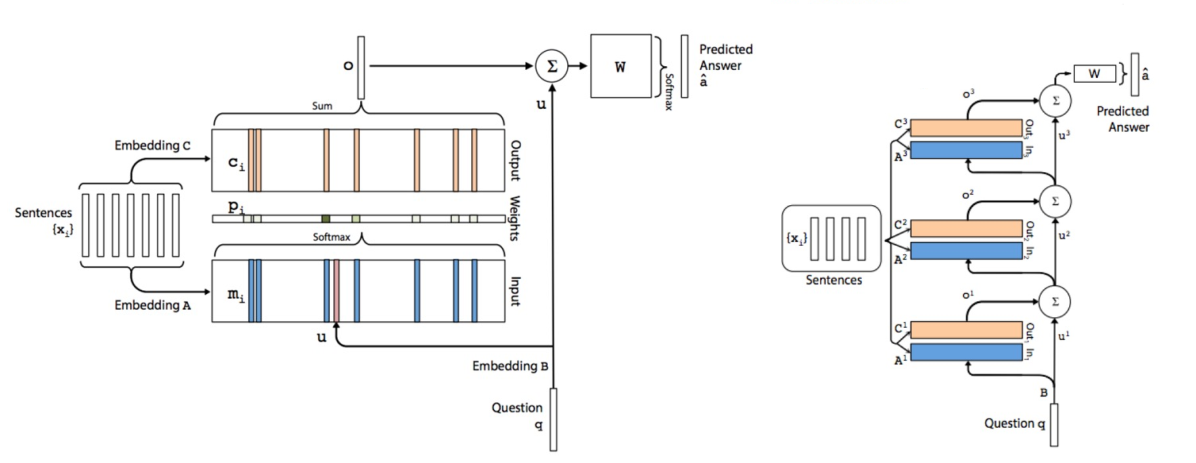 o
Sum
Σ
u
W
Softmax
Predicted
Answer
â
Embedding C
c_i
Output
Sentences
{x_i}
p_i
Weights
Softmax
m_i
Input
Embedding A
u
Embedding B
Question
q
W
â
Predicted
Answer
o³
Σ
C³
Out₃
A³
In₃
u³
o²
Σ
C²
Out₂
A²
In₂
u²
{x_i}
Sentences
o¹
Σ
C¹
Out₁
A¹
In₁
u¹
B
Question q